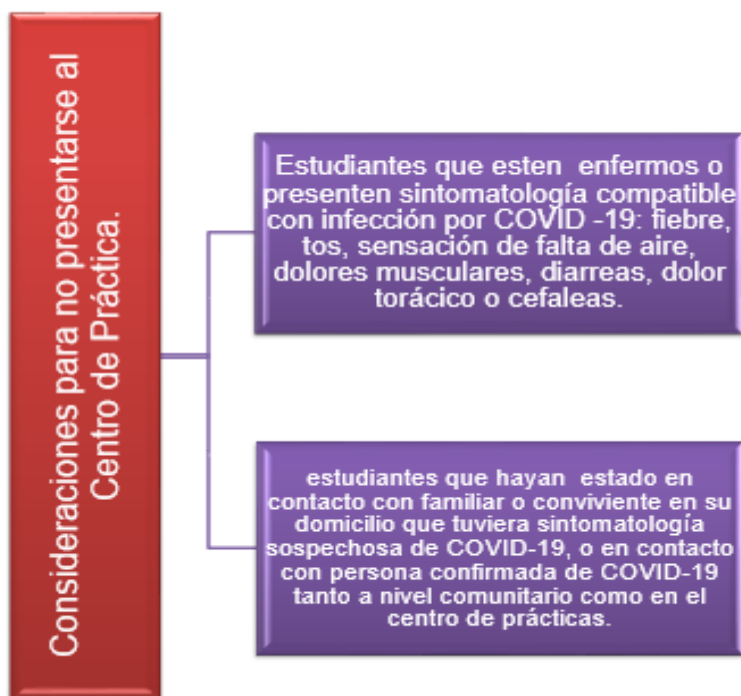 Consideraciones para no presentarse al
Centro de Práctica.
Estudiantes que esten enfermos o
presenten sintomatología compatible
con infección por COVID -19: fiebre,
tos, sensación de falta de aire,
dolores musculares, diarreas, dolor
torácico o cefaleas.
estudiantes que hayan estado en
contacto con familiar o conviviente en su
domicilio que tuviera sintomatología
sospechosa de COVID-19, o en contacto
con persona confirmada de COVID-19
tanto a nivel comunitario como en el
centro de prácticas.